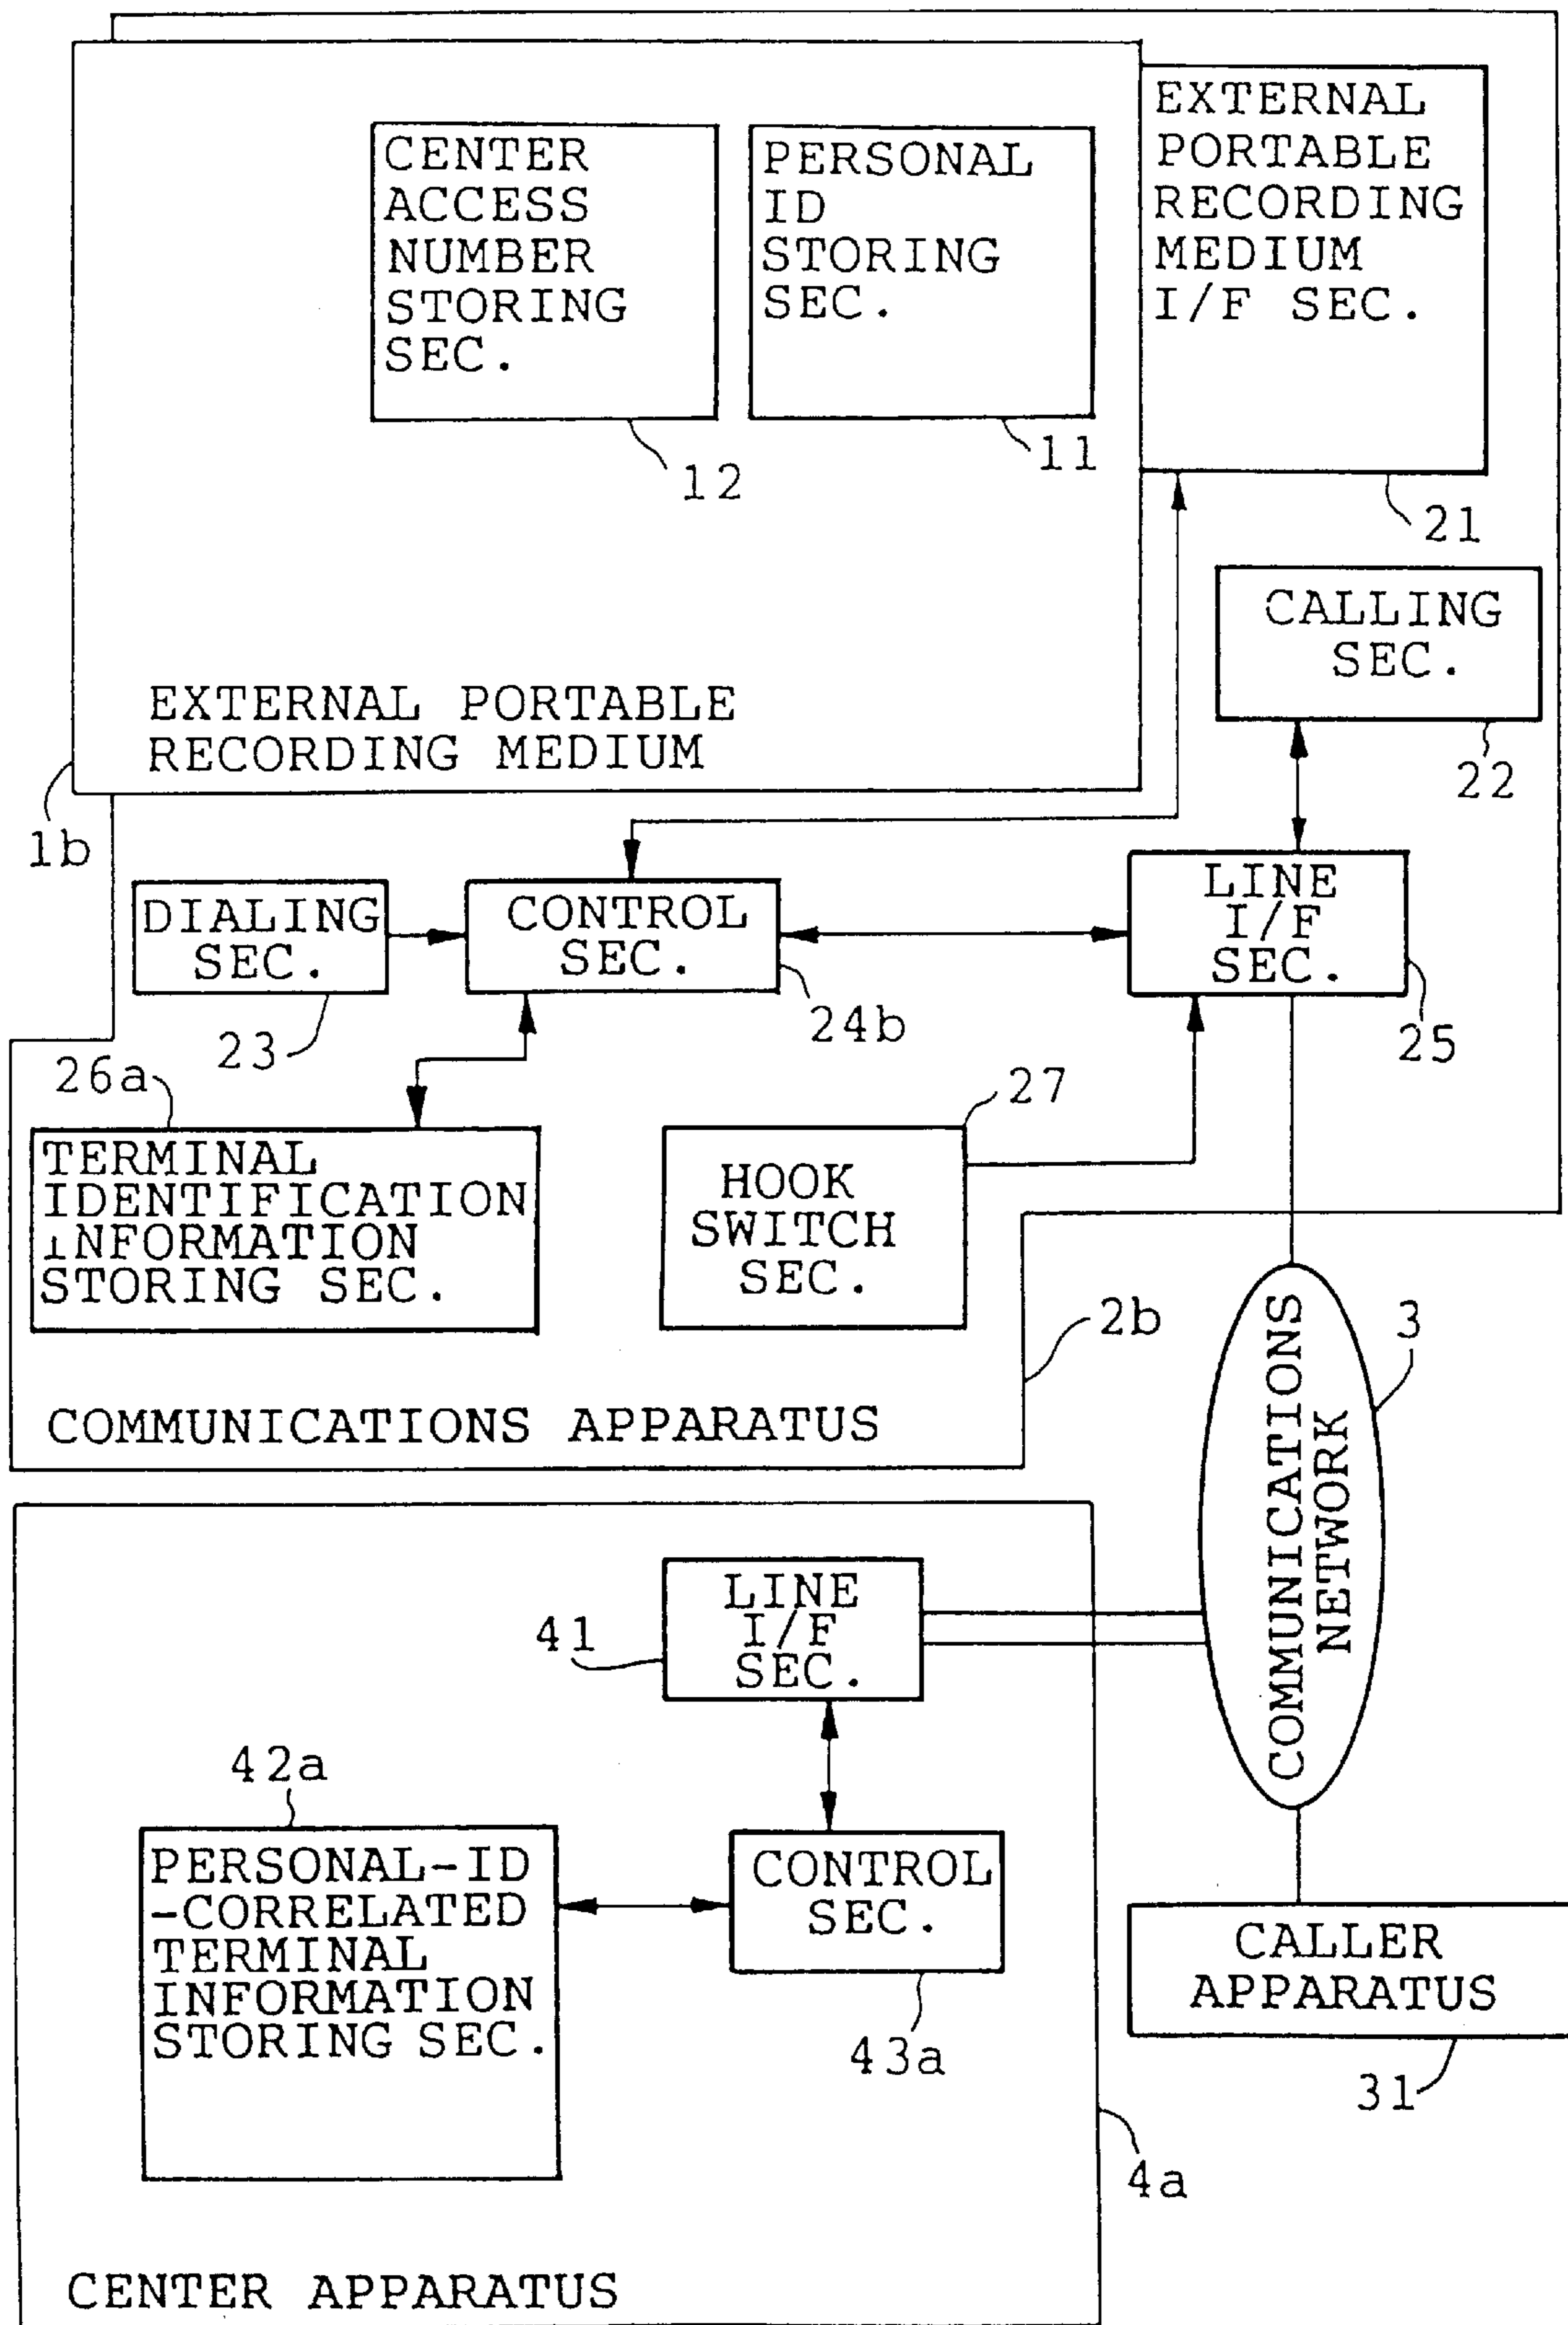 CENTER
ACCESS
NUMBER
STORING
SEC.
12
PERSONAL
ID
STORING
SEC.
11
EXTERNAL
PORTABLE
RECORDING
MEDIUM
I/F SEC.
21
CALLING
SEC.
22
EXTERNAL PORTABLE
RECORDING MEDIUM
1b
DIALING
SEC.
23
CONTROL
SEC.
24b
LINE
I/F
SEC.
25
26a
TERMINAL
IDENTIFICATION
INFORMATION
STORING SEC.
27
HOOK
SWITCH
SEC.
2b
COMMUNICATIONS APPARATUS
3
COMMUNICATIONS
NETWORK
41
LINE
I/F
SEC.
42a
PERSONAL-ID
-CORRELATED
TERMINAL
INFORMATION
STORING SEC.
CONTROL
SEC.
43a
CALLER
APPARATUS
31
4a
CENTER APPARATUS